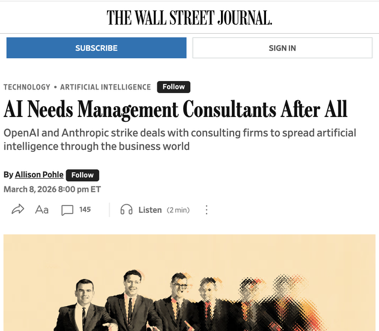 THE WALL STREET JOURNAL.
SUBSCRIBE
SIGN IN
TECHNOLOGY • ARTIFICIAL INTELLIGENCE Follow
AI Needs Management Consultants After All
OpenAI and Anthropic strike deals with consulting firms to spread artificial
intelligence through the business world
By Allison Pohle Follow
March 8, 2026 8:00 pm ET
Aa 145 Listen (2 min)